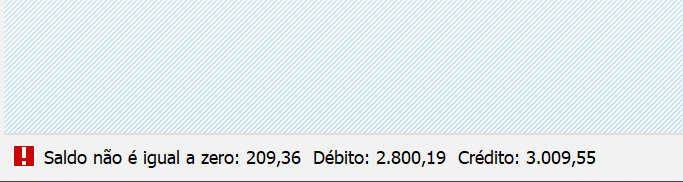 Saldo não é igual a zero: 209,36 Débito: 2.800,19 Crédito: 3.009,55